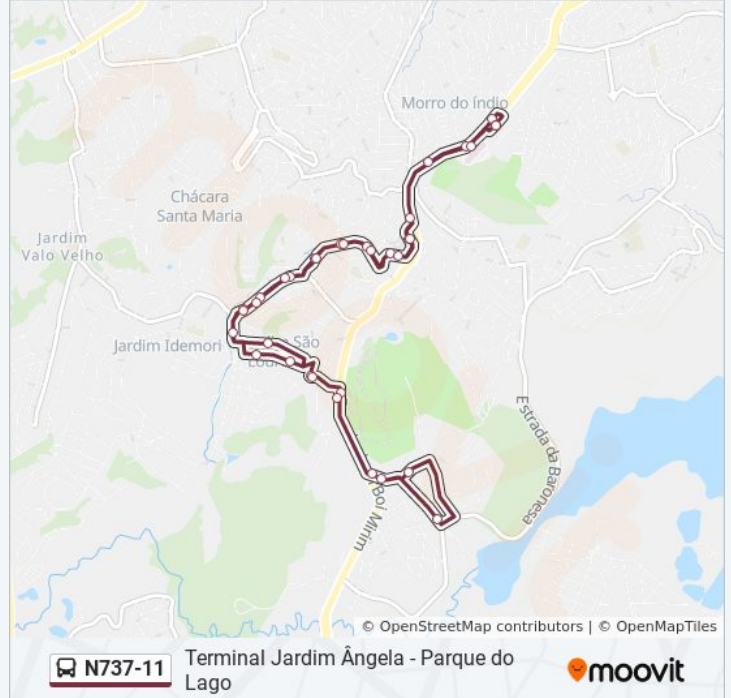 Morro do índio
Chácara
Santa Maria
Jardim
Valo Velho
Jardim Idemori
São
Estrada da Baronesa
Boi Mirim
© OpenStreetMap contributors | © OpenMapTiles
N737-11
Terminal Jardim Ângela - Parque do
Lago
moovit